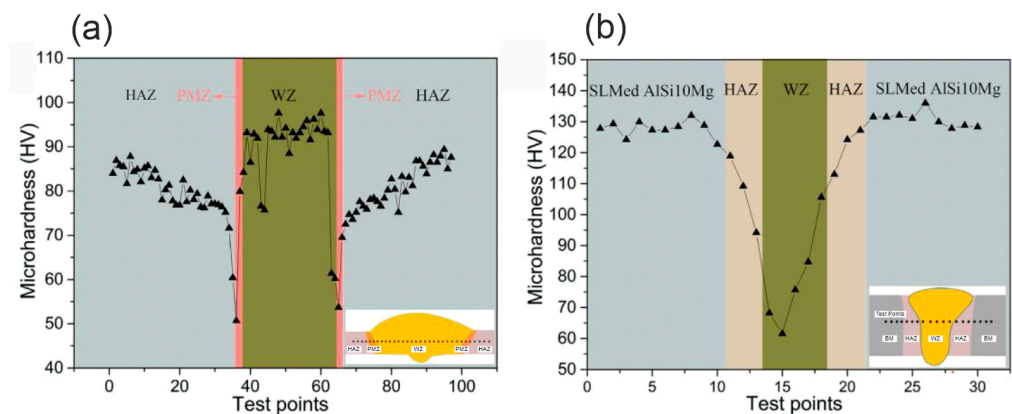 (a)
110
100
90
80
70
60
50
40
Microhardness (HV)
HAZ PMZ WZ PMZ HAZ
HAZ PMZ WZ PMZ HAZ
0 20 40 60 80 100
Test points
(b)
150
140
130
120
110
100
90
80
70
60
50
Microhardness (HV)
SLMed AlSi10Mg HAZ WZ HAZ SLMed AlSi10Mg
Test Points
BM HAZ WZ HAZ BM
0 5 10 15 20 25 30
Test points